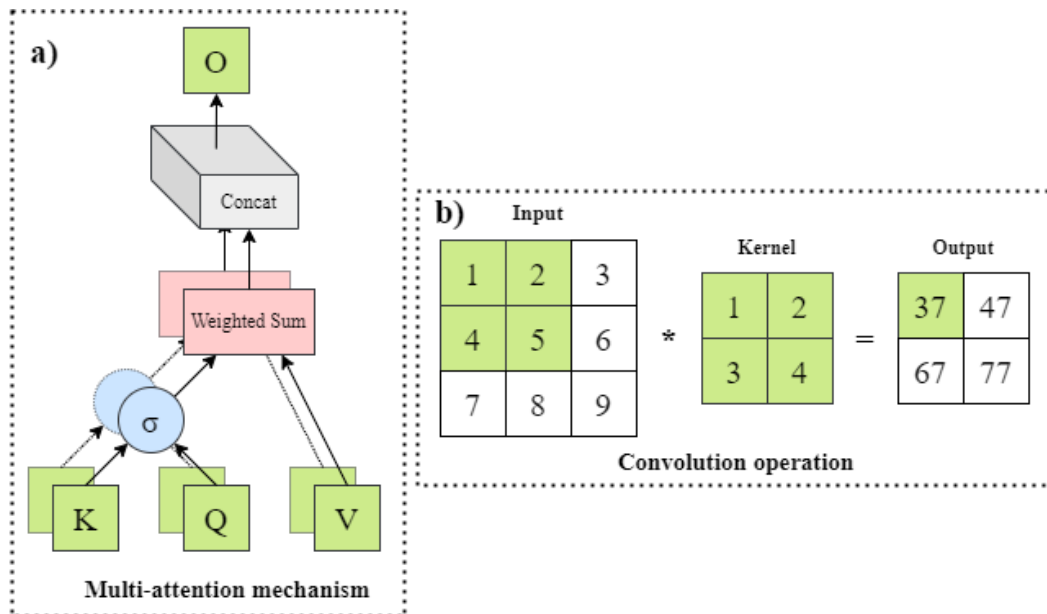 a)
O
Concat
Weighted Sum
σ
K Q V
Multi-attention mechanism
b)
Input
Kernel
Output
1 2 3
4 5 6
7 8 9
*
1 2
3 4
=
37 47
67 77
Convolution operation